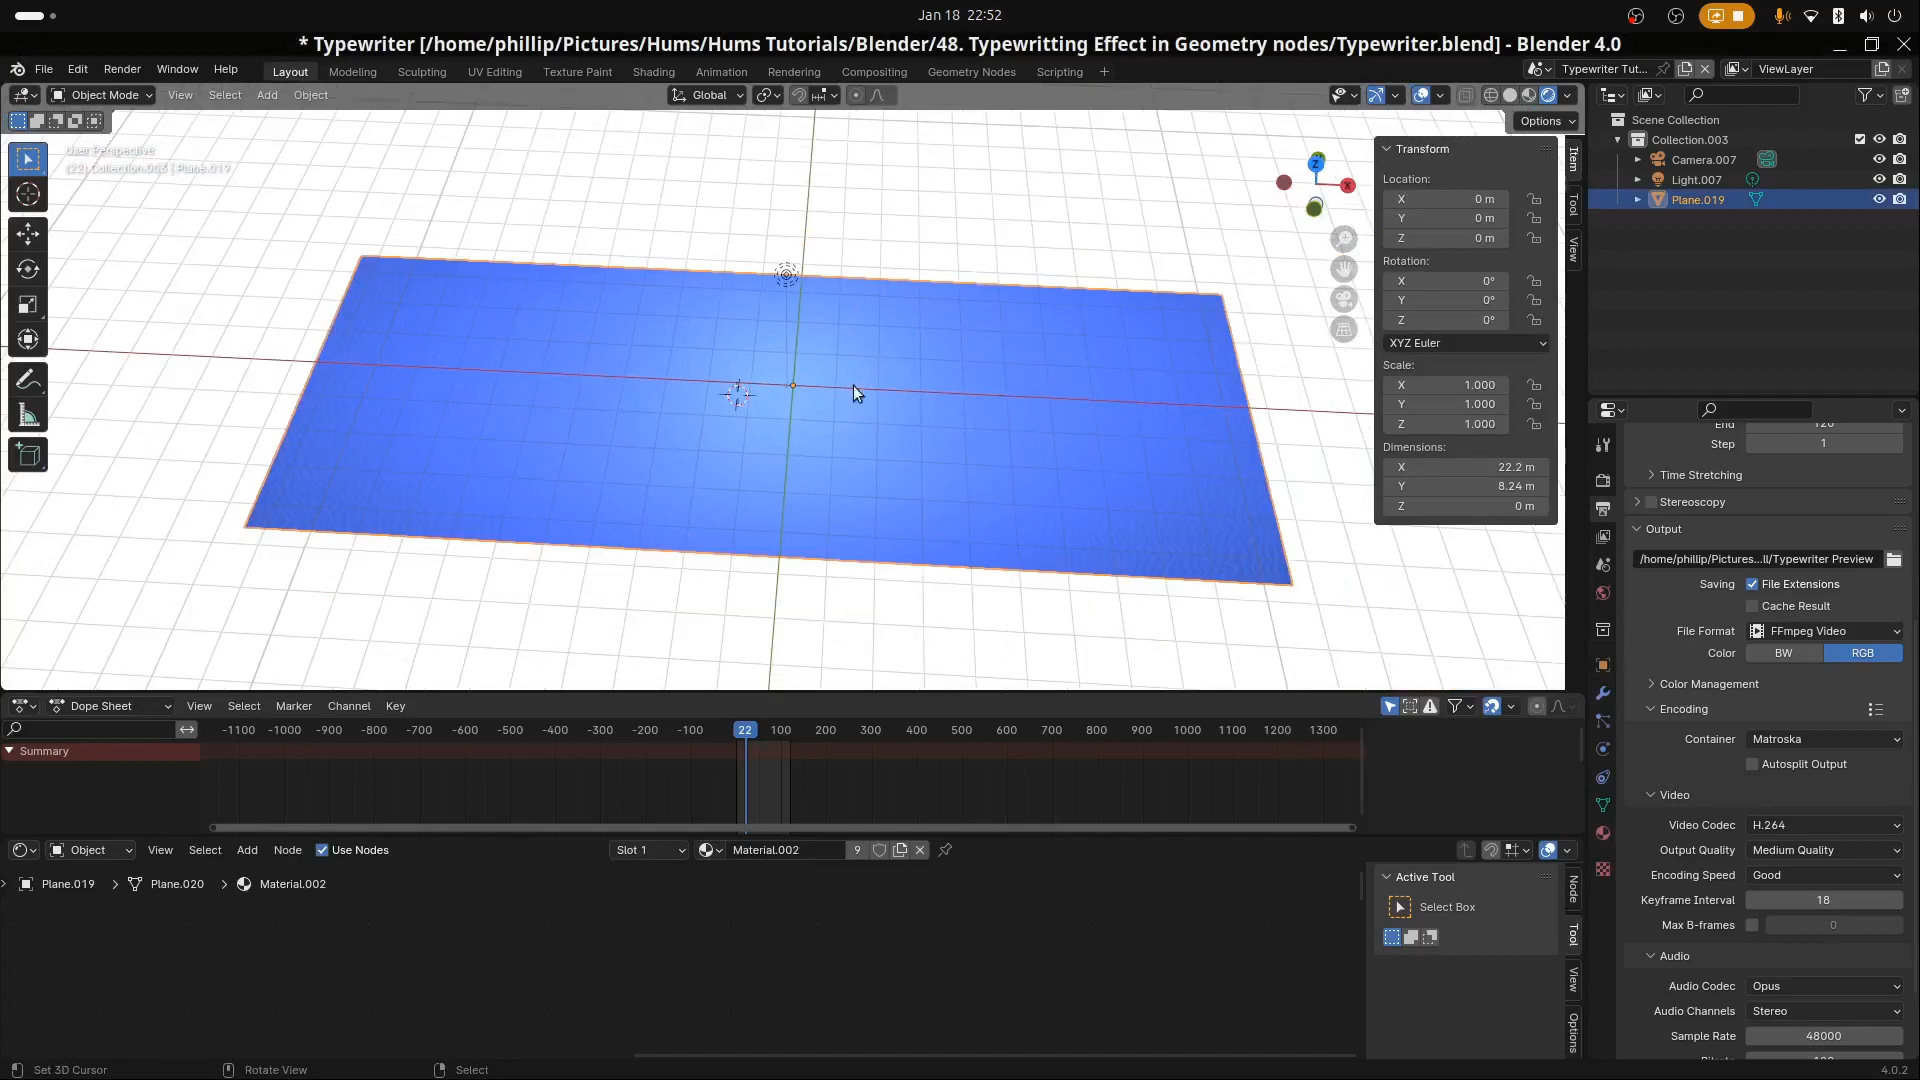 Jan 18 22:52
* Typewriter [/home/phillip/Pictures/Hums/Hums Tutorials/Blender/48. Typewritting Effect in Geometry nodes/Typewriter.blend] - Blender 4.0
File Edit Render Window Help
Layout Modeling Sculpting UV Editing Texture Paint Shading Animation Rendering Compositing Geometry Nodes Scripting +
Typewriter Tut... ViewLayer
Object Mode View Select Add Object
Global
Options
User Perspective
(22) Collection.003 | Plane.019
Z
X
Transform
Location:
X 0 m
Y 0 m
Z 0 m
Rotation:
X 0°
Y 0°
Z 0°
XYZ Euler
Scale:
X 1.000
Y 1.000
Z 1.000
Dimensions:
X 22.2 m
Y 8.24 m
Z 0 m
Item
Tool
View
Scene Collection
Collection.003
Camera.007
Light.007
Plane.019
End 120
Step 1
Time Stretching
Stereoscopy
Output
/home/phillip/Pictures...ll/Typewriter Preview
Saving File Extensions
Cache Result
File Format FFmpeg Video
Color BW RGB
Color Management
Encoding
Container Matroska
Autosplit Output
Video
Video Codec H.264
Output Quality Medium Quality
Encoding Speed Good
Keyframe Interval 18
Max B-frames 0
Audio
Audio Codec Opus
Audio Channels Stereo
Sample Rate 48000
Dope Sheet View Select Marker Channel Key
-1100 -1000 -900 -800 -700 -600 -500 -400 -300 -200 -100 22 100 200 300 400 500 600 700 800 900 1000 1100 1200 1300
Summary
Object View Select Add Node Use Nodes Slot 1 Material.002 9
Plane.019 > Plane.020 > Material.002
Active Tool
Select Box
Node
Tool
View
Options
Set 3D Cursor Rotate View Select 4.0.2